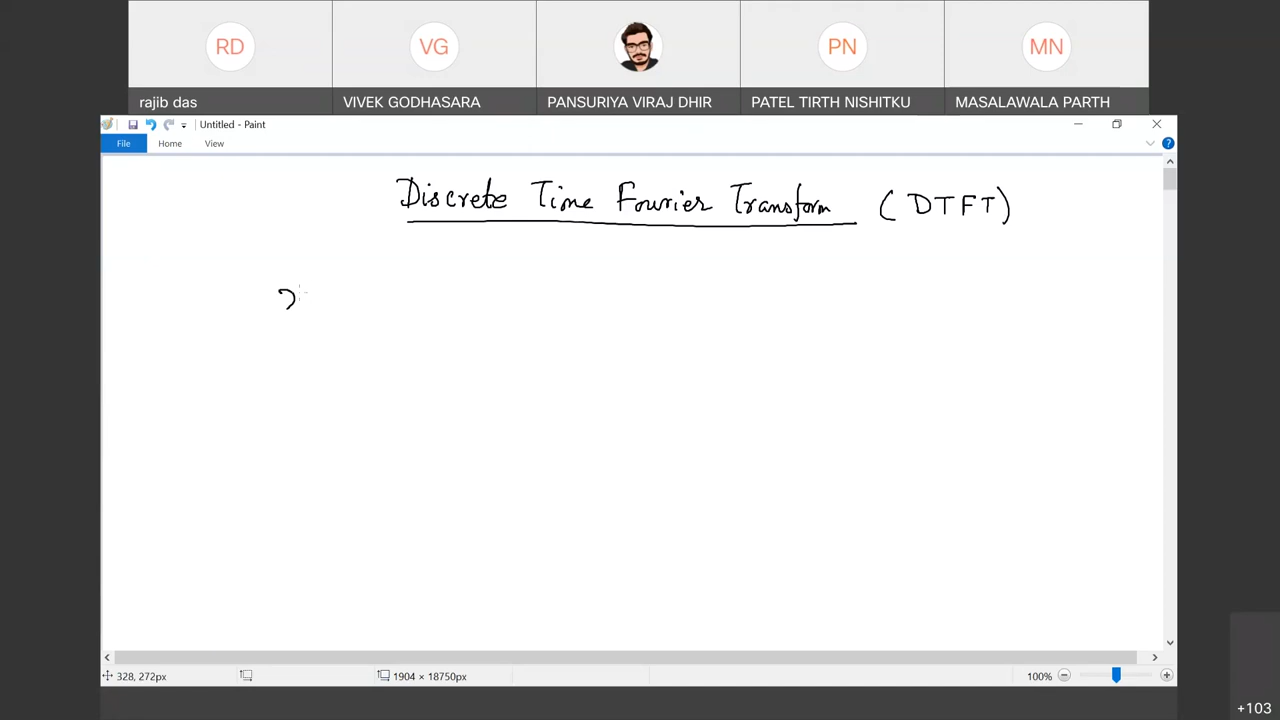 RD VG PN MN
rajib das VIVEK GODHASARA PANSURIYA VIRAJ DHIR PATEL TIRTH NISHITKU MASALAWALA PARTH
Untitled - Paint
File Home View
Discrete Time Fourier Transform (DTFT)
328, 272px 1904 × 18750px 100%
+103